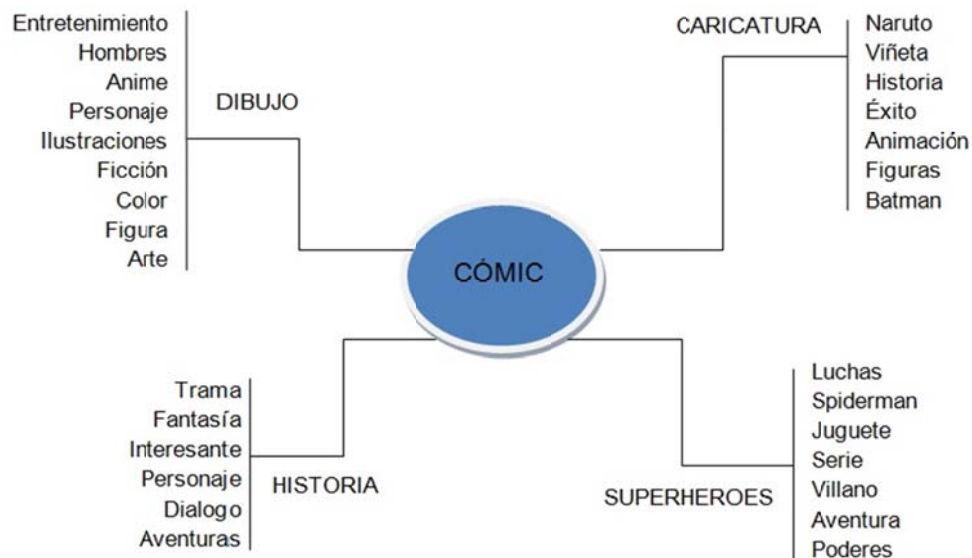 Entretenimiento
Hombres
Anime
Personaje
Ilustraciones
Ficción
Color
Figura
Arte
DIBUJO
CARICATURA
Naruto
Viñeta
Historia
Éxito
Animación
Figuras
Batman
CÓMIC
Trama
Fantasía
Interesante
Personaje
Dialogo
Aventuras
HISTORIA
SUPERHEROES
Luchas
Spiderman
Juguete
Serie
Villano
Aventura
Poderes